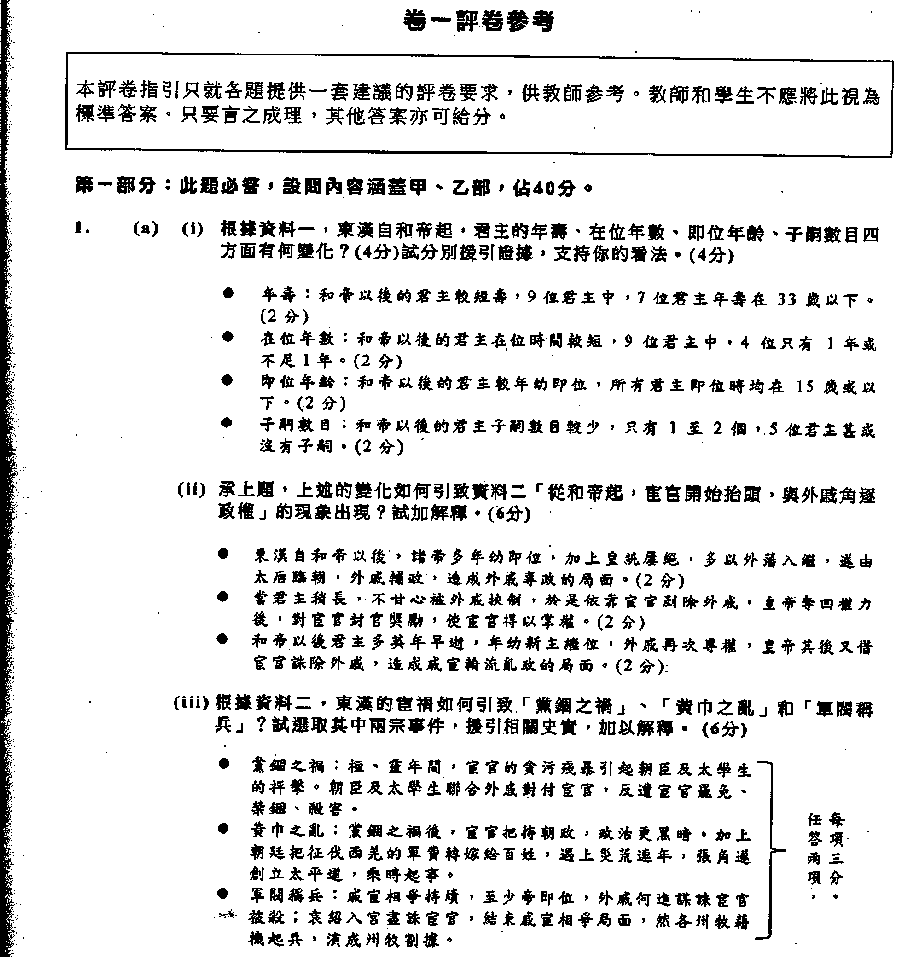 卷一評卷參考
本評卷指引只就各題提供一套建議的評卷要求，供教師參考。教師和學生不應將此視為
標準答案。只要言之成理，其他答案亦可給分。
第一部分：此題必答，設問內容涵蓋甲、乙部，佔40分。
1. (a) (i) 根據資料一，東漢自和帝起，君主的年壽、在位年數、即位年齡、子嗣數目四
方面有何變化？(4分)試分別援引證據，支持你的看法。(4分)
● 年壽：和帝以後的君主較短壽，9位君主中，7位君主年壽在 33 歲以下。
(2 分)
● 在位年數：和帝以後的君主在位時間較短，9 位君主中，4 位只有 1 年或
不足 1 年。(2 分)
● 即位年齡：和帝以後的君主較年幼即位，所有君主即位時均在 15 歲或以
下。(2 分)
● 子嗣數目：和帝以後的君主子嗣數目較少，只有 1 至 2 個，5 位君主甚或
沒有子嗣。(2 分)
(ii) 承上題，上述的變化如何引致資料二「從和帝起，宦官開始抬頭，與外戚角逐
政權」的現象出現？試加解釋。(6分)
● 東漢自和帝以後，諸帝多年幼即位，加上皇統屢絕，多以外藩入繼，遂由
太后臨朝，外戚輔政，造成外戚專政的局面。(2 分)
● 當君主稍長，不甘心被外戚挾制，於是依靠宦官剷除外戚，皇帝奪回權力
後，對宦官封官獎勵，使宦官得以掌權。(2 分)
● 和帝以後君主多英年早逝，年幼新主繼位，外戚再次專權，皇帝其後又借
宦官誅除外戚，造成戚宦輪流亂政的局面。(2 分)
(iii) 根據資料二，東漢的宦禍如何引致「黨錮之禍」、「黃巾之亂」和「軍閥稱
兵」？試選取其中兩宗事件，援引相關史實，加以解釋。 (6分)
● 黨錮之禍：桓、靈年間，宦官的貪污殘暴引起朝臣及太學生
的抨擊。朝臣及太學生聯合外戚對付宦官，反遭宦官罷免、
禁錮、殺害。
● 黃巾之亂：黨錮之禍後，宦官把持朝政，政治更黑暗。加上
朝廷把征伐西羌的軍費轉嫁給百姓，遇上災荒連年，張角遂
創立太平道，乘時起事。
● 軍閥稱兵：戚宦相爭持續，至少帝即位，外戚何進謀誅宦官
被殺；袁紹入宮盡誅宦官，結束戚宦相爭局面，然各州牧藉
機起兵，演成州牧割據。
每項三分。
任答兩項，